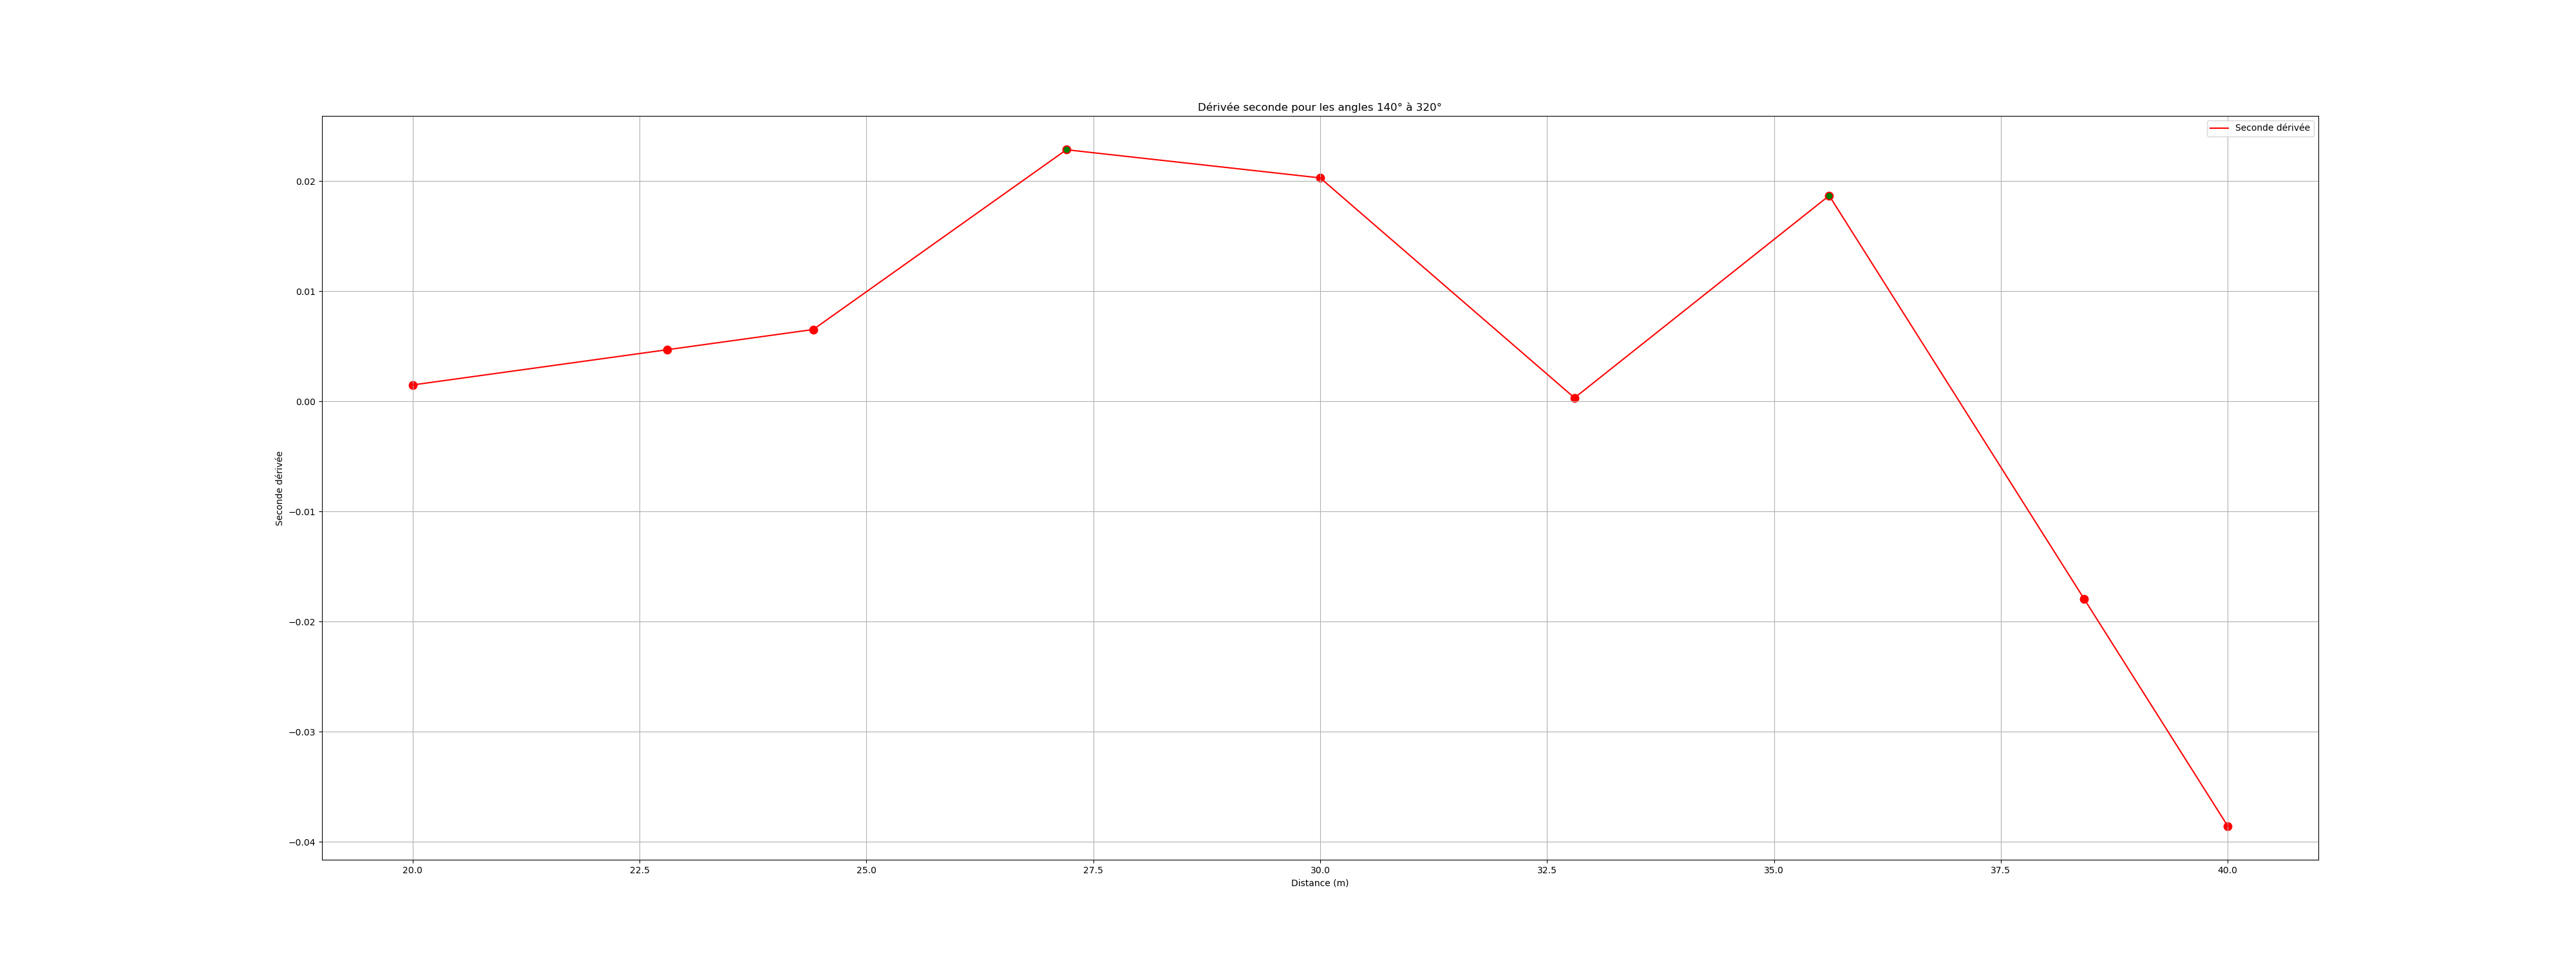 Dérivée seconde pour les angles 140° à 320°
Seconde dérivée
0.02
0.01
0.00
−0.01
−0.02
−0.03
−0.04
Seconde dérivée
20.0 22.5 25.0 27.5 30.0 32.5 35.0 37.5 40.0
Distance (m)